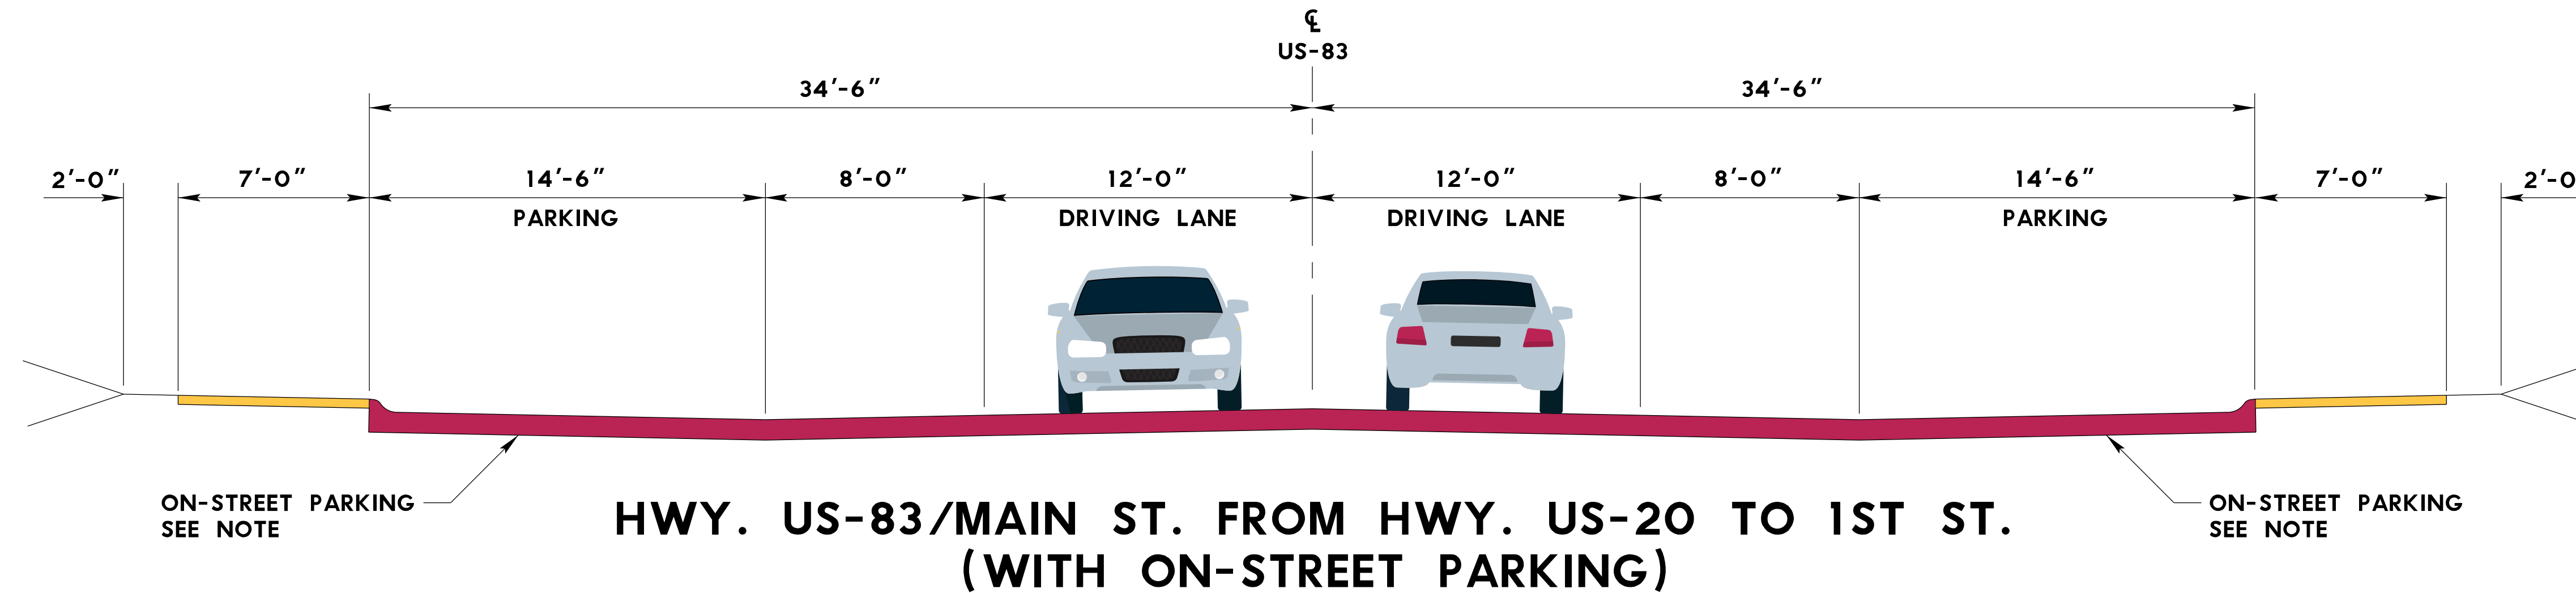 ℄
US-83
34'-6" 34'-6"
2'-0" 7'-0" 14'-6" 8'-0" 12'-0" 12'-0" 8'-0" 14'-6" 7'-0" 2'-0
PARKING DRIVING LANE DRIVING LANE PARKING
ON-STREET PARKING
SEE NOTE
ON-STREET PARKING
SEE NOTE
HWY. US-83/MAIN ST. FROM HWY. US-20 TO 1ST ST.
(WITH ON-STREET PARKING)